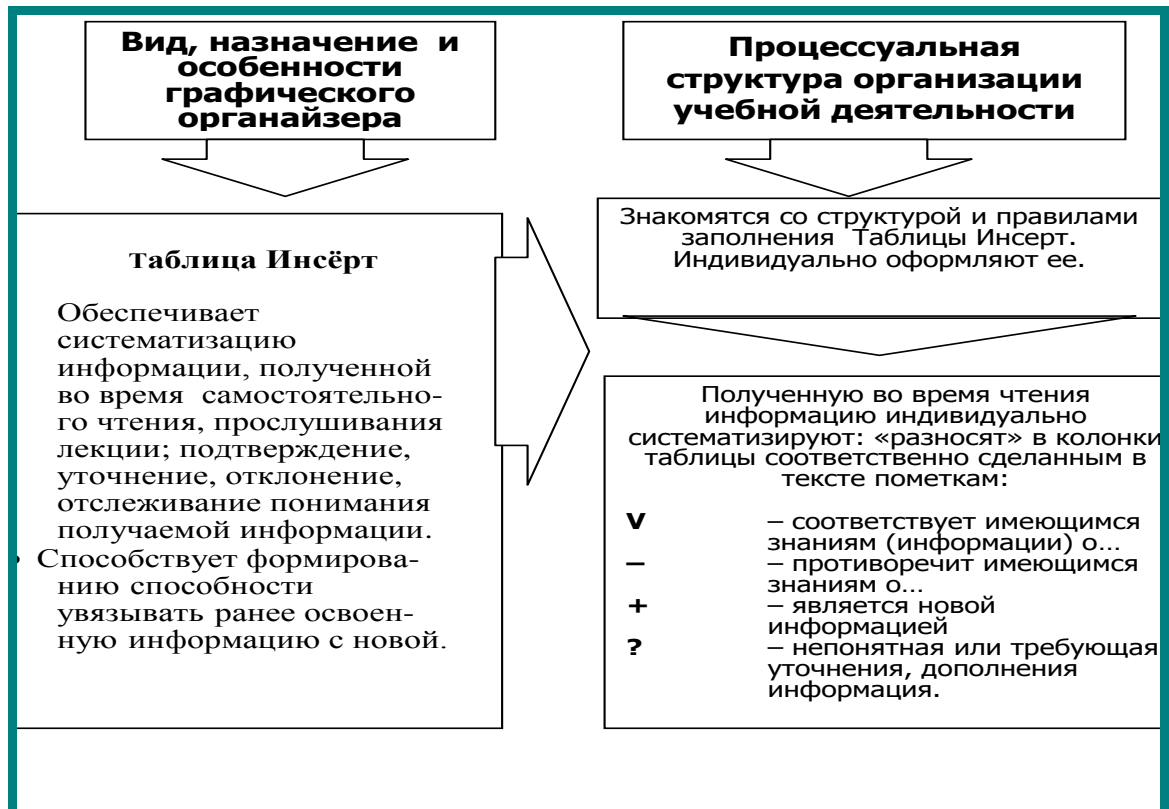 Вид, назначение и
особенности
графического
органайзера
Процессуальная
структура организации
учебной деятельности
Таблица Инсёрт
Обеспечивает
систематизацию
информации, полученной
во время самостоятельно-
го чтения, прослушивания
лекции; подтверждение,
уточнение, отклонение,
отслеживание понимания
получаемой информации.
• Способствует формирова-
нию способности
увязывать ранее освоен-
ную информацию с новой.
Знакомятся со структурой и правилами
заполнения Таблицы Инсерт.
Индивидуально оформляют ее.
Полученную во время чтения
информацию индивидуально
систематизируют: «разносят» в колонки
таблицы соответственно сделанным в
тексте пометкам:
V – соответствует имеющимся
знаниям (информации) о...
– – противоречит имеющимся
знаниям о...
+ – является новой
информацией
? – непонятная или требующая
уточнения, дополнения
информация.